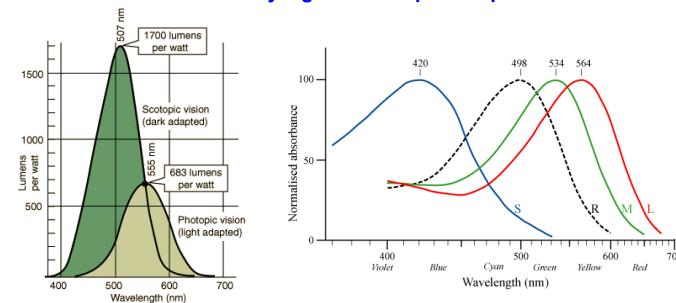 507 nm
1700 lumens
per watt
1500
Scotopic vision
(dark adapted)
1000
Lumens
per watt
555 nm
683 lumens
per watt
500
Photopic vision
(light adapted)
400 500 600 700
Wavelength (nm)
420 498 534 564
100
Normalised absorbance
50
S R M L
0
400 500 600 70
Violet Blue Cyan Green Yellow Red
Wavelength (nm)